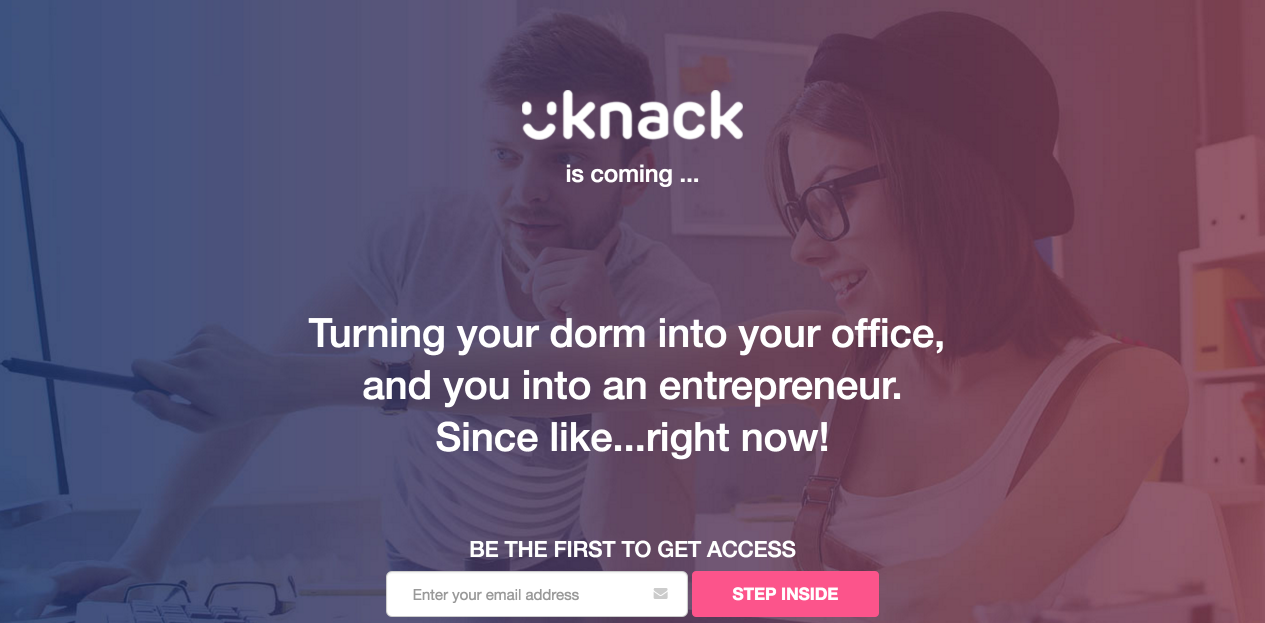 uknack
is coming ...
Turning your dorm into your office,
and you into an entrepreneur.
Since like...right now!
BE THE FIRST TO GET ACCESS
Enter your email address
STEP INSIDE